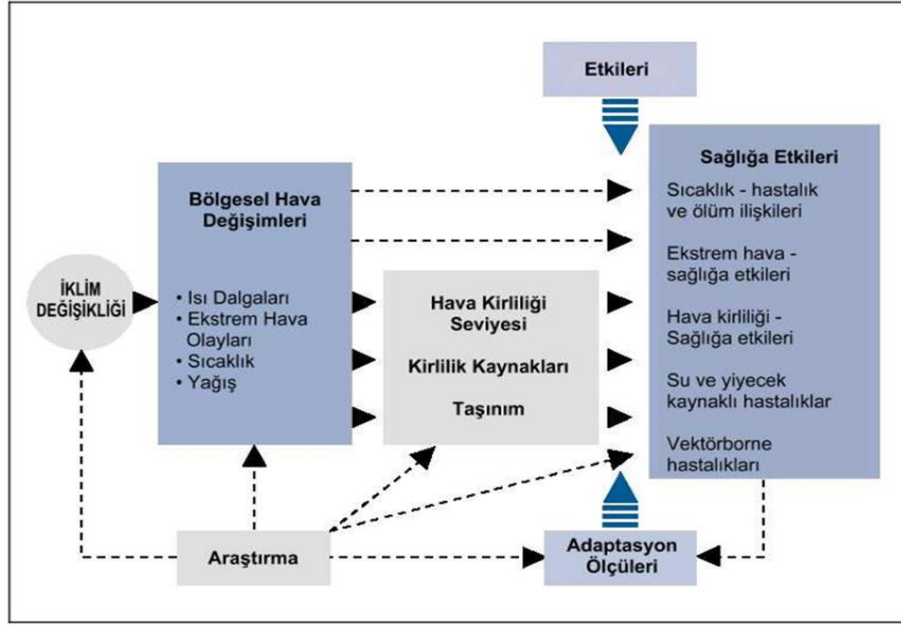 Etkileri
Sağlığa Etkileri
Sıcaklık - hastalık
ve ölüm ilişkileri
Ekstrem hava -
sağlığa etkileri
Hava kirliliği -
Sağlığa etkileri
Su ve yiyecek
kaynaklı hastalıklar
Vektörborne
hastalıkları
Bölgesel Hava
Değişimleri
• Isı Dalgaları
• Ekstrem Hava
Olayları
• Sıcaklık
• Yağış
İKLİM
DEĞİŞİKLİĞİ
Hava Kirliliği
Seviyesi
Kirlilik Kaynakları
Taşınım
Araştırma
Adaptasyon
Ölçüleri